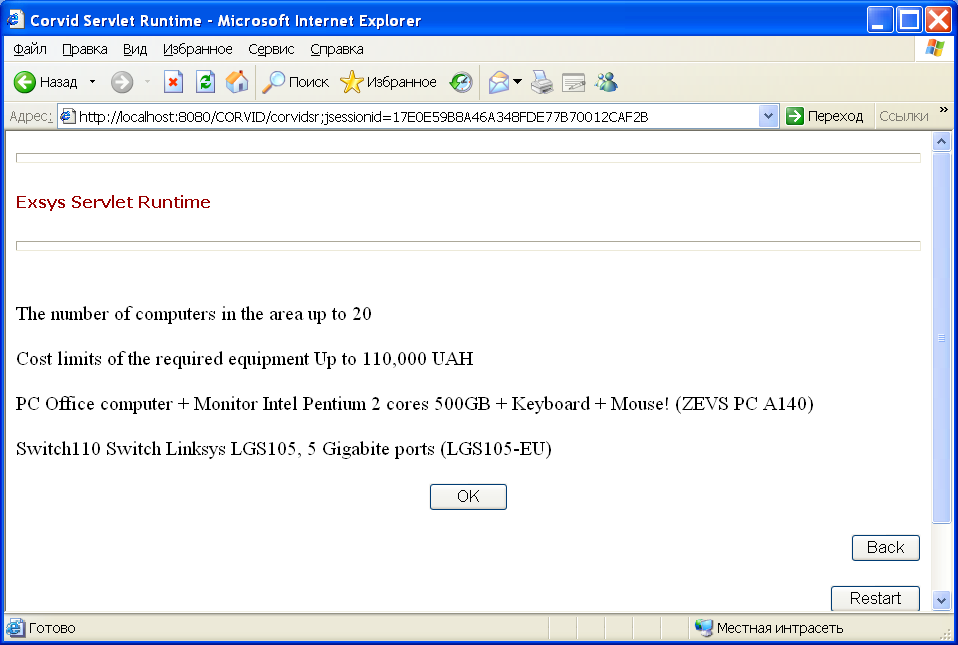 Corvid Servlet Runtime - Microsoft Internet Explorer
Файл Правка Вид Избранное Сервис Справка
Назад Поиск Избранное
Адрес: http://localhost:8080/CORVID/corvidsr;jsessionid=17E0E59B8A46A348FDE77B70012CAF2B Переход Ссылки »
Exsys Servlet Runtime
The number of computers in the area up to 20
Cost limits of the required equipment Up to 110,000 UAH
PC Office computer + Monitor Intel Pentium 2 cores 500GB + Keyboard + Mouse! (ZEVS PC A140)
Switch110 Switch Linksys LGS105, 5 Gigabite ports (LGS105-EU)
OK
Back
Restart
Готово Местная интрасеть